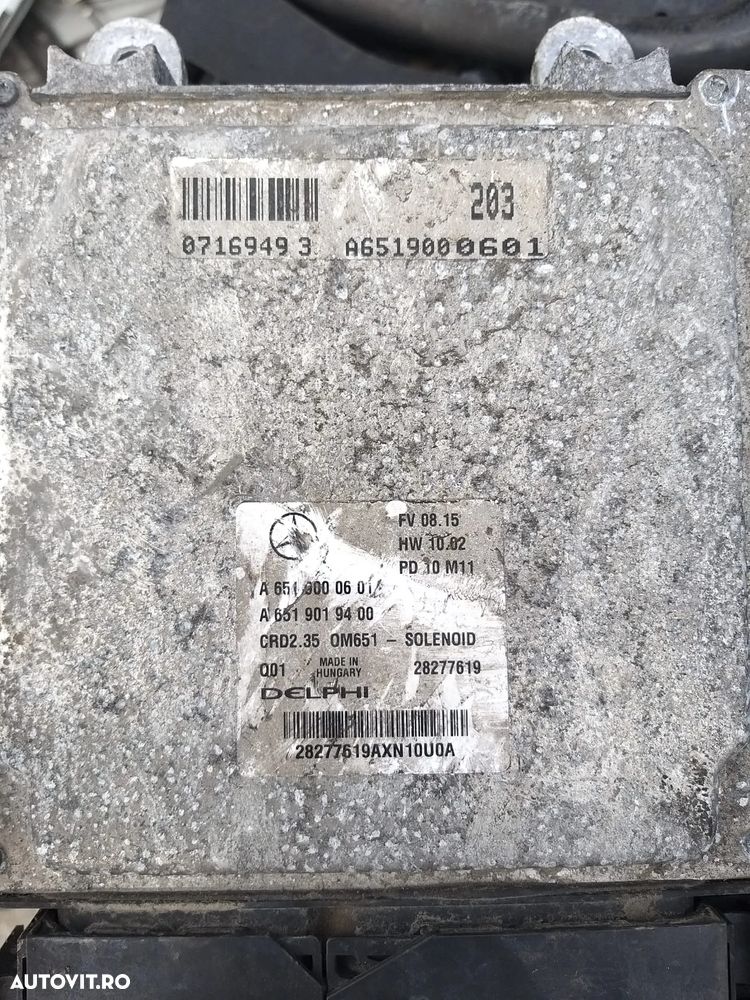 203
0716949 3 A6519000601
FV 08.15
HW 10.02
PD 10 M11
A 651 900 06 01
A 651 901 94 00
CRD2.35 OM651 - SOLENOID
Q01 MADE IN HUNGARY 28277619
DELPHI
28277619AXN10U0A
AUTOVIT.RO